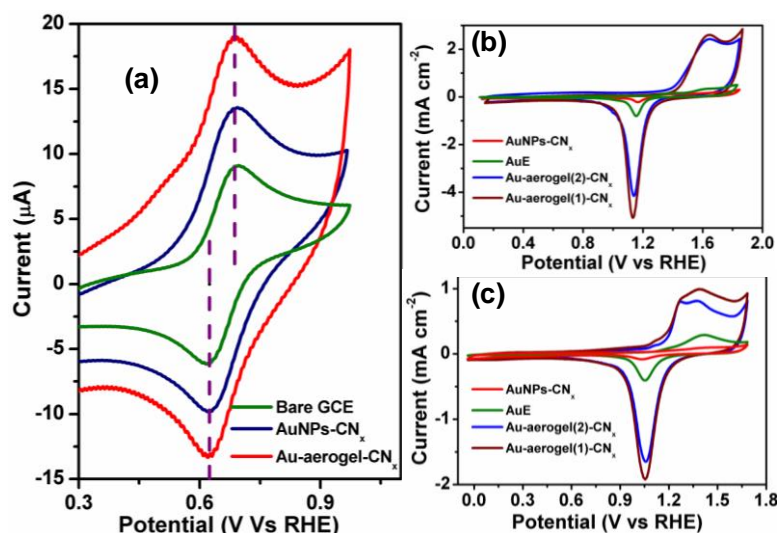 (a)
Current (μA)
20
15
10
5
0
-5
-10
-15
0.3
0.6
0.9
Potential (V Vs RHE)
Bare GCE
AuNPs-CNₓ
Au-aerogel-CNₓ
(b)
Current (mA cm⁻²)
2
0
-2
-4
0.0
0.4
0.8
1.2
1.6
2.0
Potential (V vs RHE)
AuNPs-CNₓ
AuE
Au-aerogel(2)-CNₓ
Au-aerogel(1)-CNₓ
(c)
Current (mA cm⁻²)
1
0
-1
-2
0.0
0.3
0.6
0.9
1.2
1.5
1.8
Potential (V vs RHE)
AuNPs-CNₓ
AuE
Au-aerogel(2)-CNₓ
Au-aerogel(1)-CNₓ